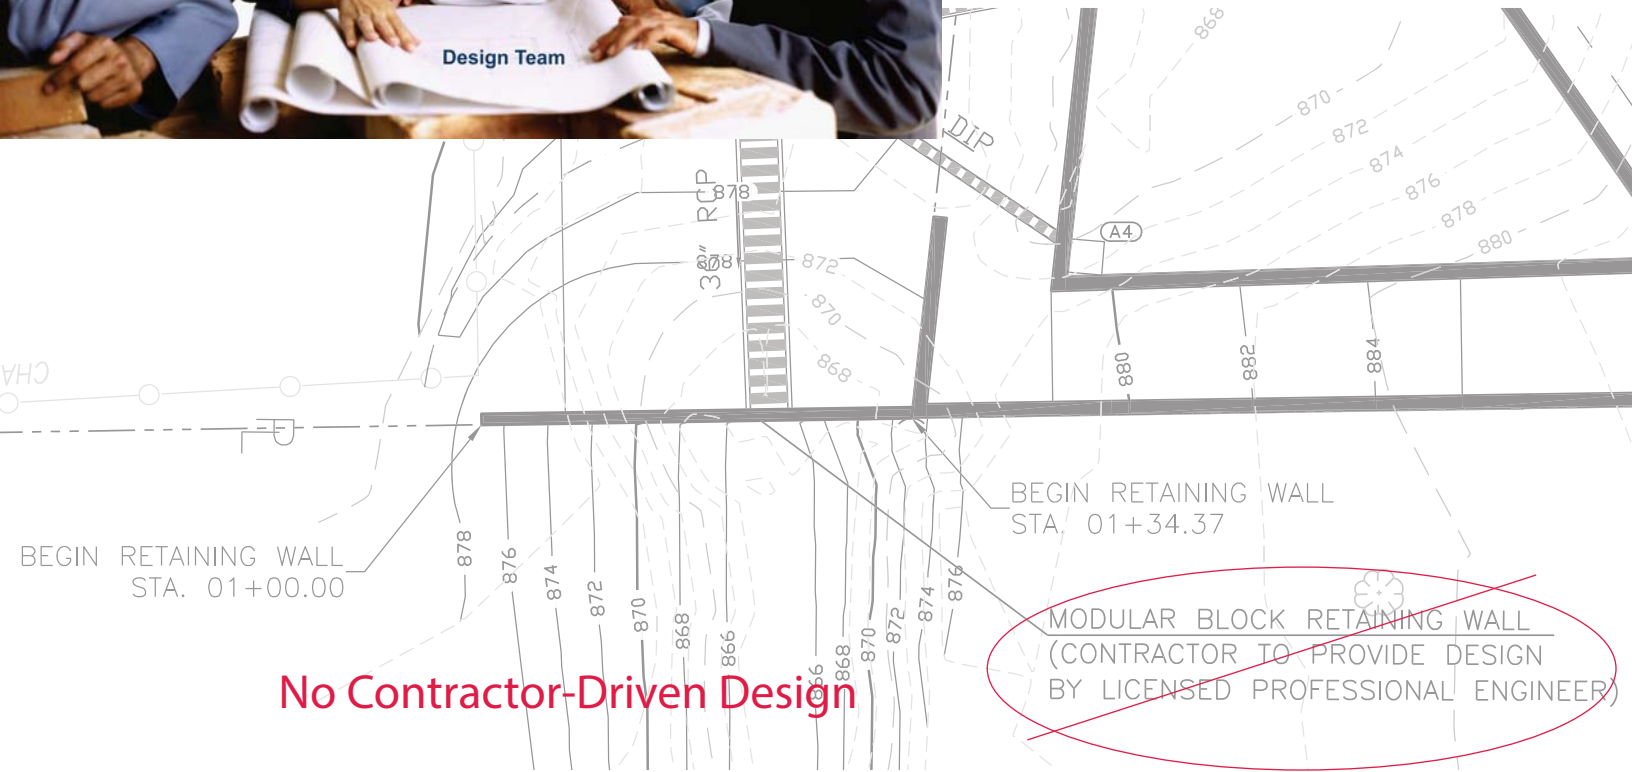 Design Team
868
DIP
870
872
874
876
878
880
A4
36" RCP
878
878
872
870
868
880
882
884
CHA
BEGIN RETAINING WALL
STA. 01+34.37
BEGIN RETAINING WALL
STA. 01+00.00
878
876
874
872
870
868
866
866
868
870
872
874
876
MODULAR BLOCK RETAINING WALL
(CONTRACTOR TO PROVIDE DESIGN
BY LICENSED PROFESSIONAL ENGINEER)
No Contractor-Driven Design